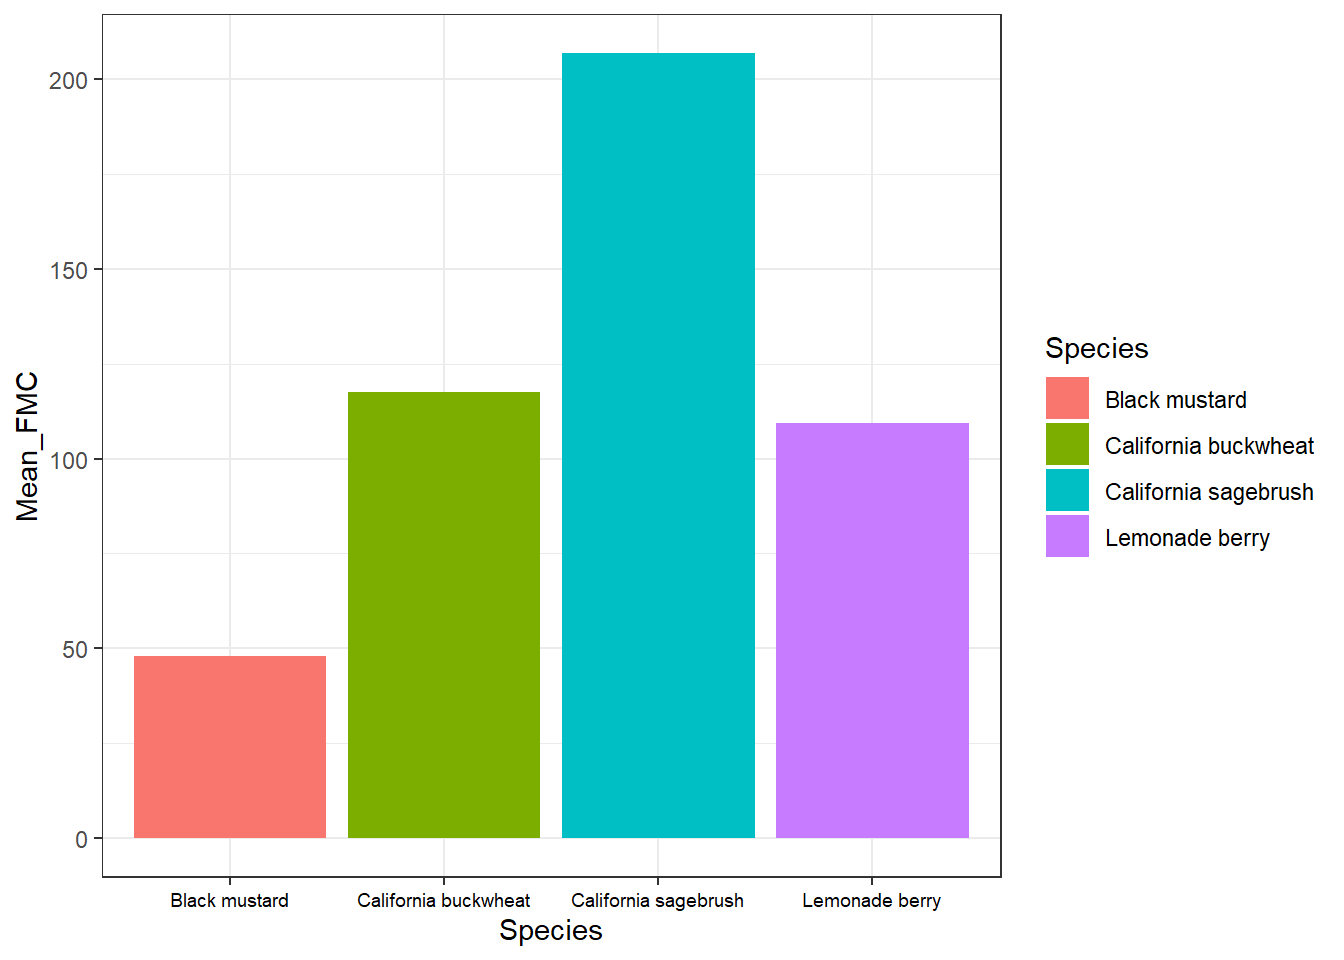 Mean_FMC
200
150
100
50
0
Black mustard
California buckwheat
California sagebrush
Lemonade berry
Species
Species
Black mustard
California buckwheat
California sagebrush
Lemonade berry